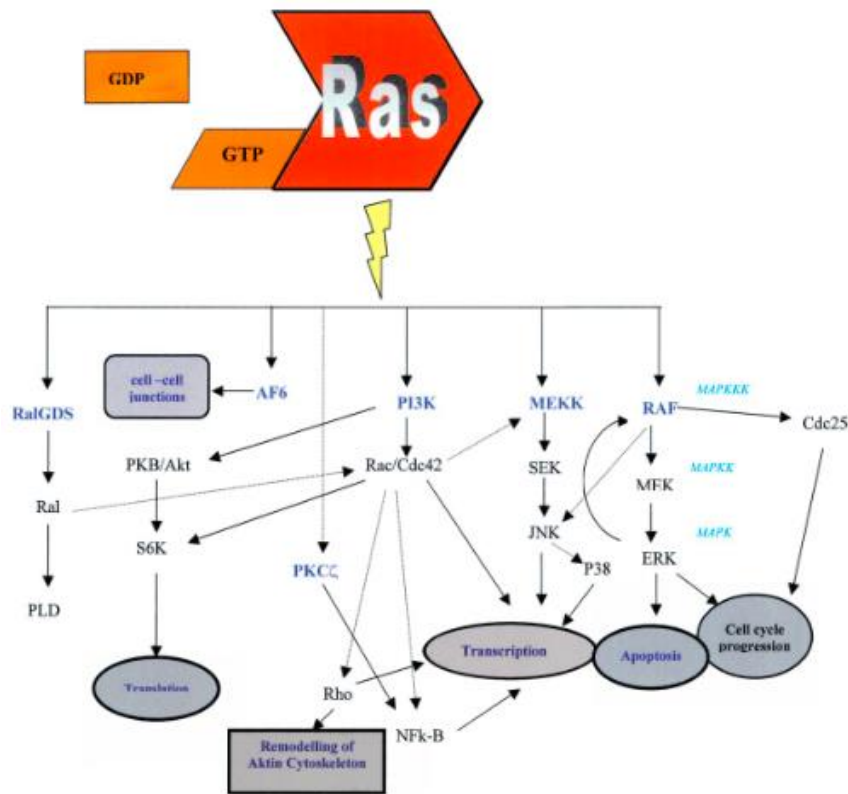 GDP
Ras
GTP
cell –cell
junctions
AF6
RalGDS
PI3K
MEKK
RAF
MAPKKK
Cdc25
PKB/Akt
Rac/Cdc42
SEK
MEK
MAPKK
Ral
S6K
JNK
MAPK
PKCζ
P38
ERK
PLD
Transcription
Apoptosis
Cell cycle
progression
Translation
Rho
NFk-B
Remodelling of
Aktin Cytoskeleton